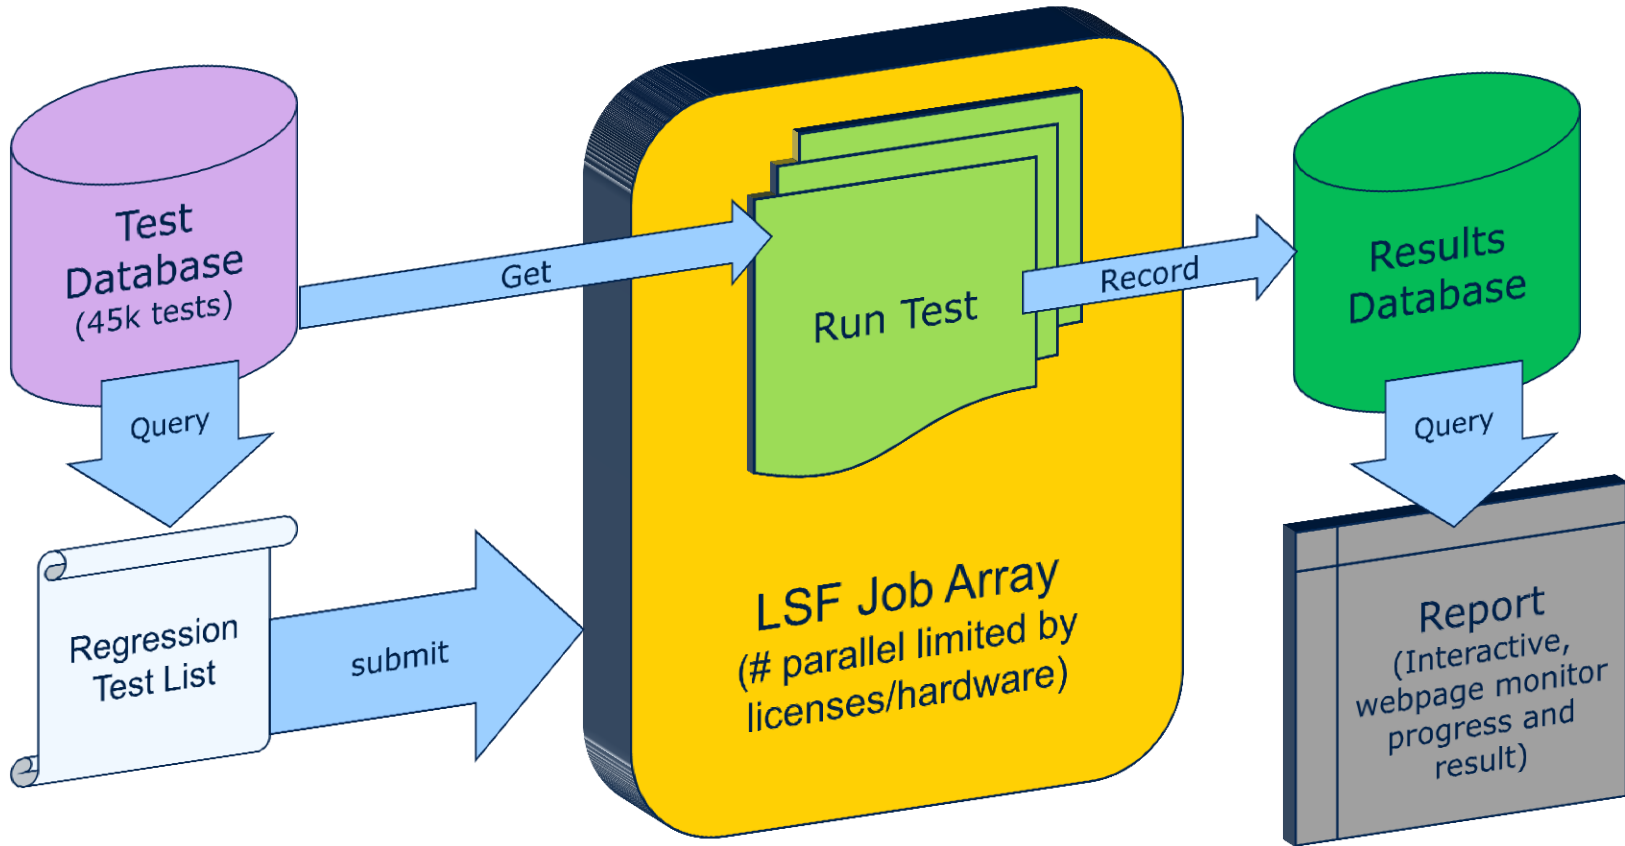 Test
Database
(45k tests)
Query
Regression
Test List
Get
submit
Run Test
LSF Job Array
(# parallel limited by
licenses/hardware)
Record
Results
Database
Query
Report
(Interactive,
webpage monitor
progress and
result)